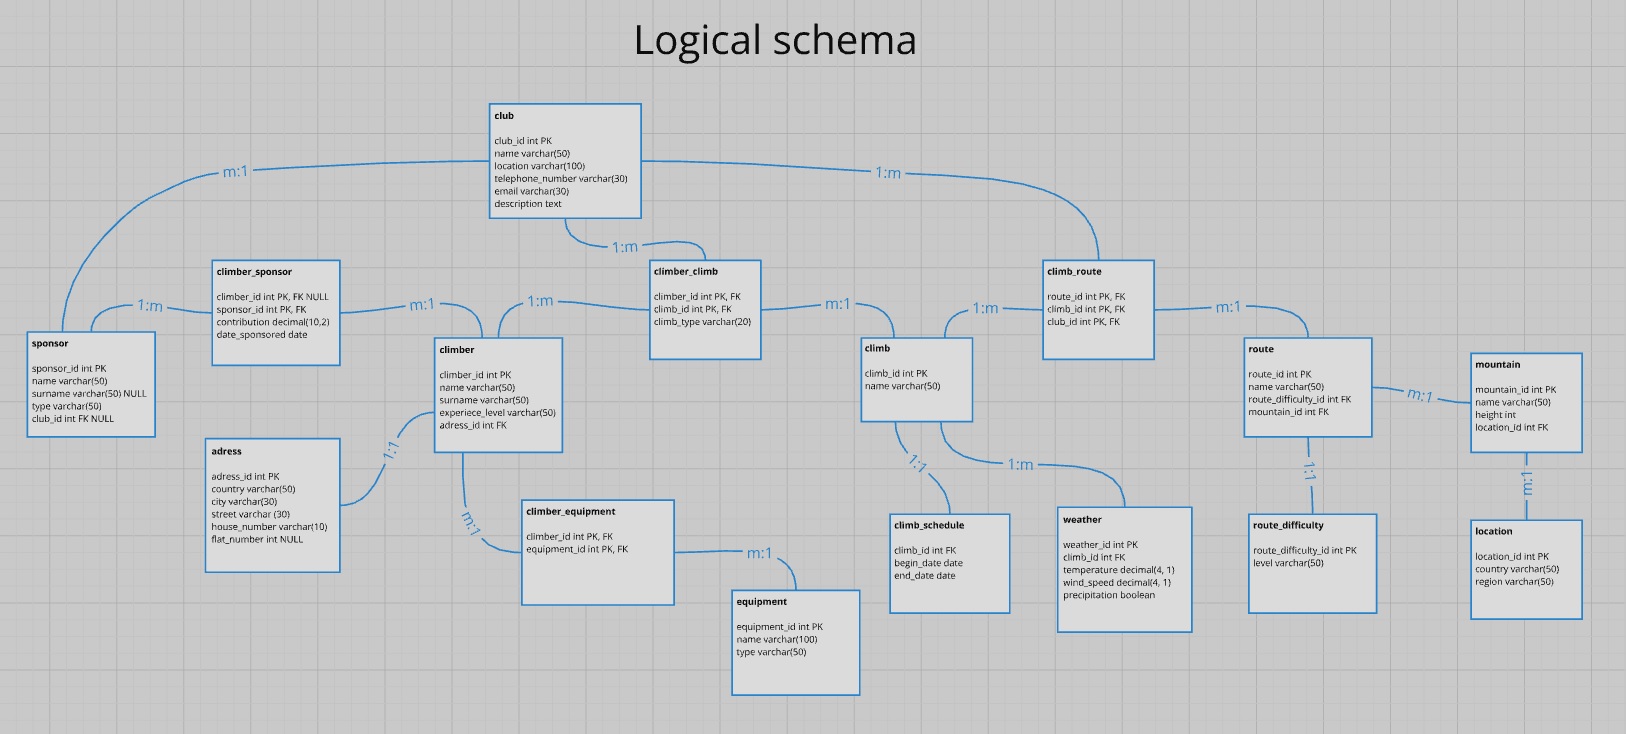 Logical schema
club
club_id int PK
name varchar(50)
location varchar(100)
telephone_number varchar(30)
email varchar(30)
description text
m:1
1:m
1:m
climber_sponsor
climber_id int PK, FK NULL
sponsor_id int PK, FK
contribution decimal(10,2)
date_sponsored date
climber_climb
climber_id int PK, FK
climb_id int PK, FK
climb_type varchar(20)
climb_route
route_id int PK, FK
climb_id int PK, FK
club_id int PK, FK
1:m
m:1
1:m
m:1
1:m
m:1
sponsor
sponsor_id int PK
name varchar(50)
surname varchar(50) NULL
type varchar(50)
club_id int FK NULL
climber
climber_id int PK
name varchar(50)
surname varchar(50)
experiece_level varchar(50)
adress_id int FK
climb
climb_id int PK
name varchar(50)
route
route_id int PK
name varchar(50)
route_difficulty_id int FK
mountain_id int FK
m:1
mountain
mountain_id int PK
name varchar(50)
height int
location_id int FK
adress
adress_id int PK
country varchar(50)
city varchar(30)
street varchar (30)
house_number varchar(10)
flat_number int NULL
1:1
m:1
1:1
1:m
1:1
m:1
climber_equipment
climber_id int PK, FK
equipment_id int PK, FK
m:1
climb_schedule
climb_id int FK
begin_date date
end_date date
weather
weather_id int PK
climb_id int FK
temperature decimal(4, 1)
wind_speed decimal(4, 1)
precipitation boolean
route_difficulty
route_difficulty_id int PK
level varchar(50)
location
location_id int PK
country varchar(50)
region varchar(50)
equipment
equipment_id int PK
name varchar(100)
type varchar(50)